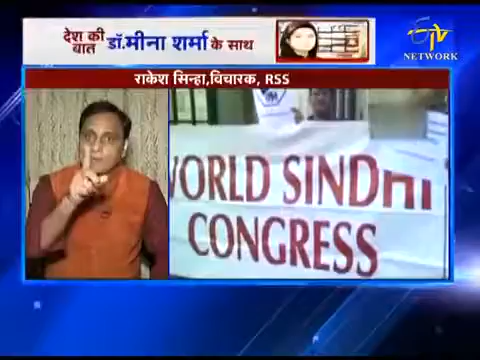 देश की
बात
डॉ.मीना शर्मा के साथ
etv
NETWORK
राकेश सिन्हा,विचारक, RSS
WORLD SINDHI
CONGRESS